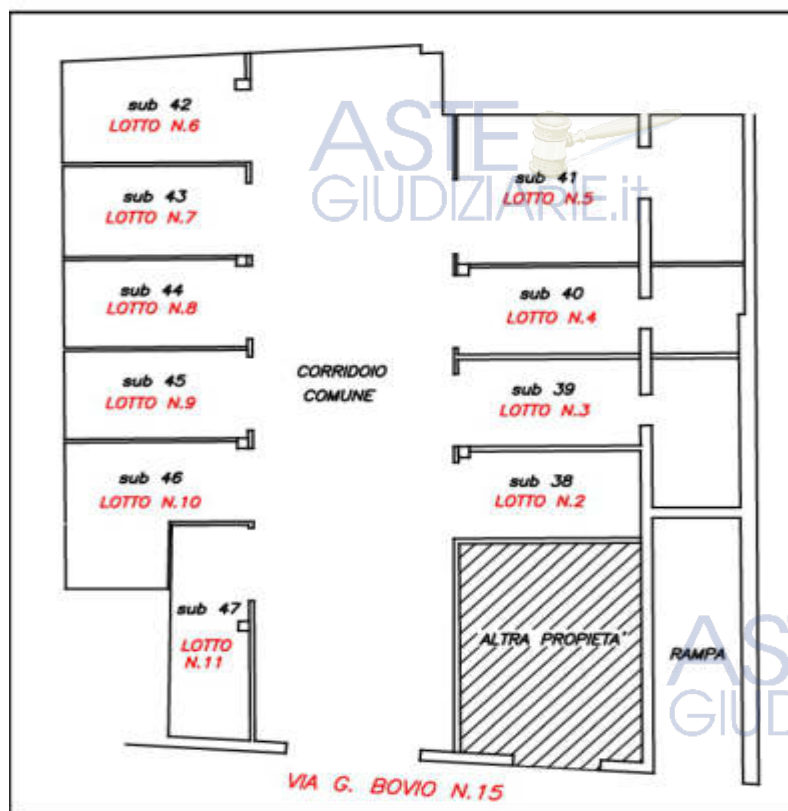 sub 42
LOTTO N.6
ASTE
GIUDIZIARIE.it
sub 43
LOTTO N.7
sub 41
LOTTO N.5
sub 44
LOTTO N.8
sub 40
LOTTO N.4
sub 45
LOTTO N.9
CORRIDOIO
COMUNE
sub 39
LOTTO N.3
sub 46
LOTTO N.10
sub 38
LOTTO N.2
sub 47
LOTTO
N.11
ALTRA PROPIETA'
RAMPA
AST
GIUD
VIA G. BOVIO N.15